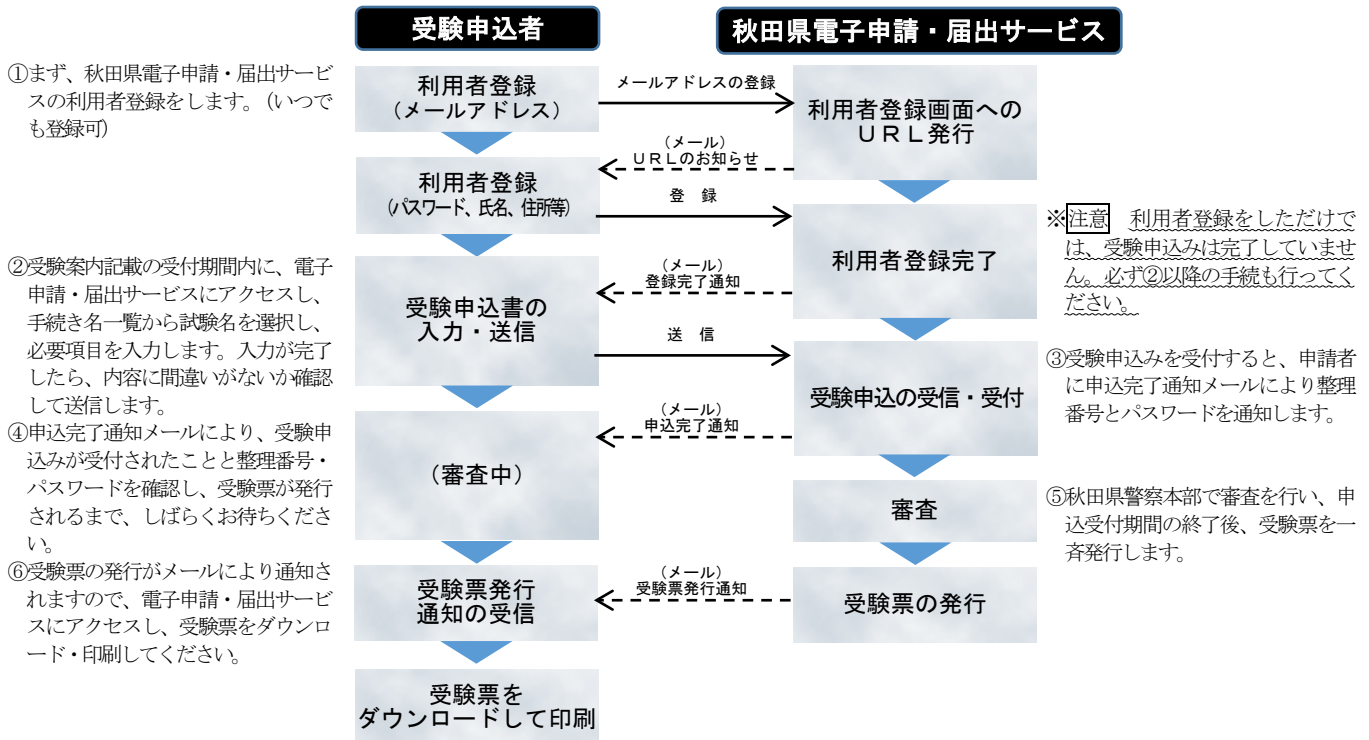 受験申込者
秋田県電子申請・届出サービス
①まず、秋田県電子申請・届出サービ
スの利用者登録をします。（いつで
も登録可）
利用者登録
（メールアドレス）
メールアドレスの登録
利用者登録画面への
ＵＲＬ発行
（メール）
ＵＲＬのお知らせ
利用者登録
（パスワード、氏名、住所等）
登　録
利用者登録完了
※注意　利用者登録をしただけで
は、受験申込みは完了していませ
ん。必ず②以降の手続も行ってく
ださい。
（メール）
登録完了通知
②受験案内記載の受付期間内に、電子
申請・届出サービスにアクセスし、
手続き名一覧から試験名を選択し、
必要項目を入力します。入力が完了
したら、内容に間違いがないか確認
して送信します。
受験申込書の
入力・送信
送　信
受験申込の受信・受付
③受験申込みを受付すると、申請者
に申込完了通知メールにより整理
番号とパスワードを通知します。
（メール）
申込完了通知
④申込完了通知メールにより、受験申
込みが受付されたことと整理番号・
パスワードを確認し、受験票が発行
されるまで、しばらくお待ちくださ
い。
（審査中）
審査
⑤秋田県警察本部で審査を行い、申
込受付期間の終了後、受験票を一
斉発行します。
⑥受験票の発行がメールにより通知さ
れますので、電子申請・届出サービ
スにアクセスし、受験票をダウンロ
ード・印刷してください。
受験票発行
通知の受信
（メール）
受験票発行通知
受験票の発行
受験票を
ダウンロードして印刷